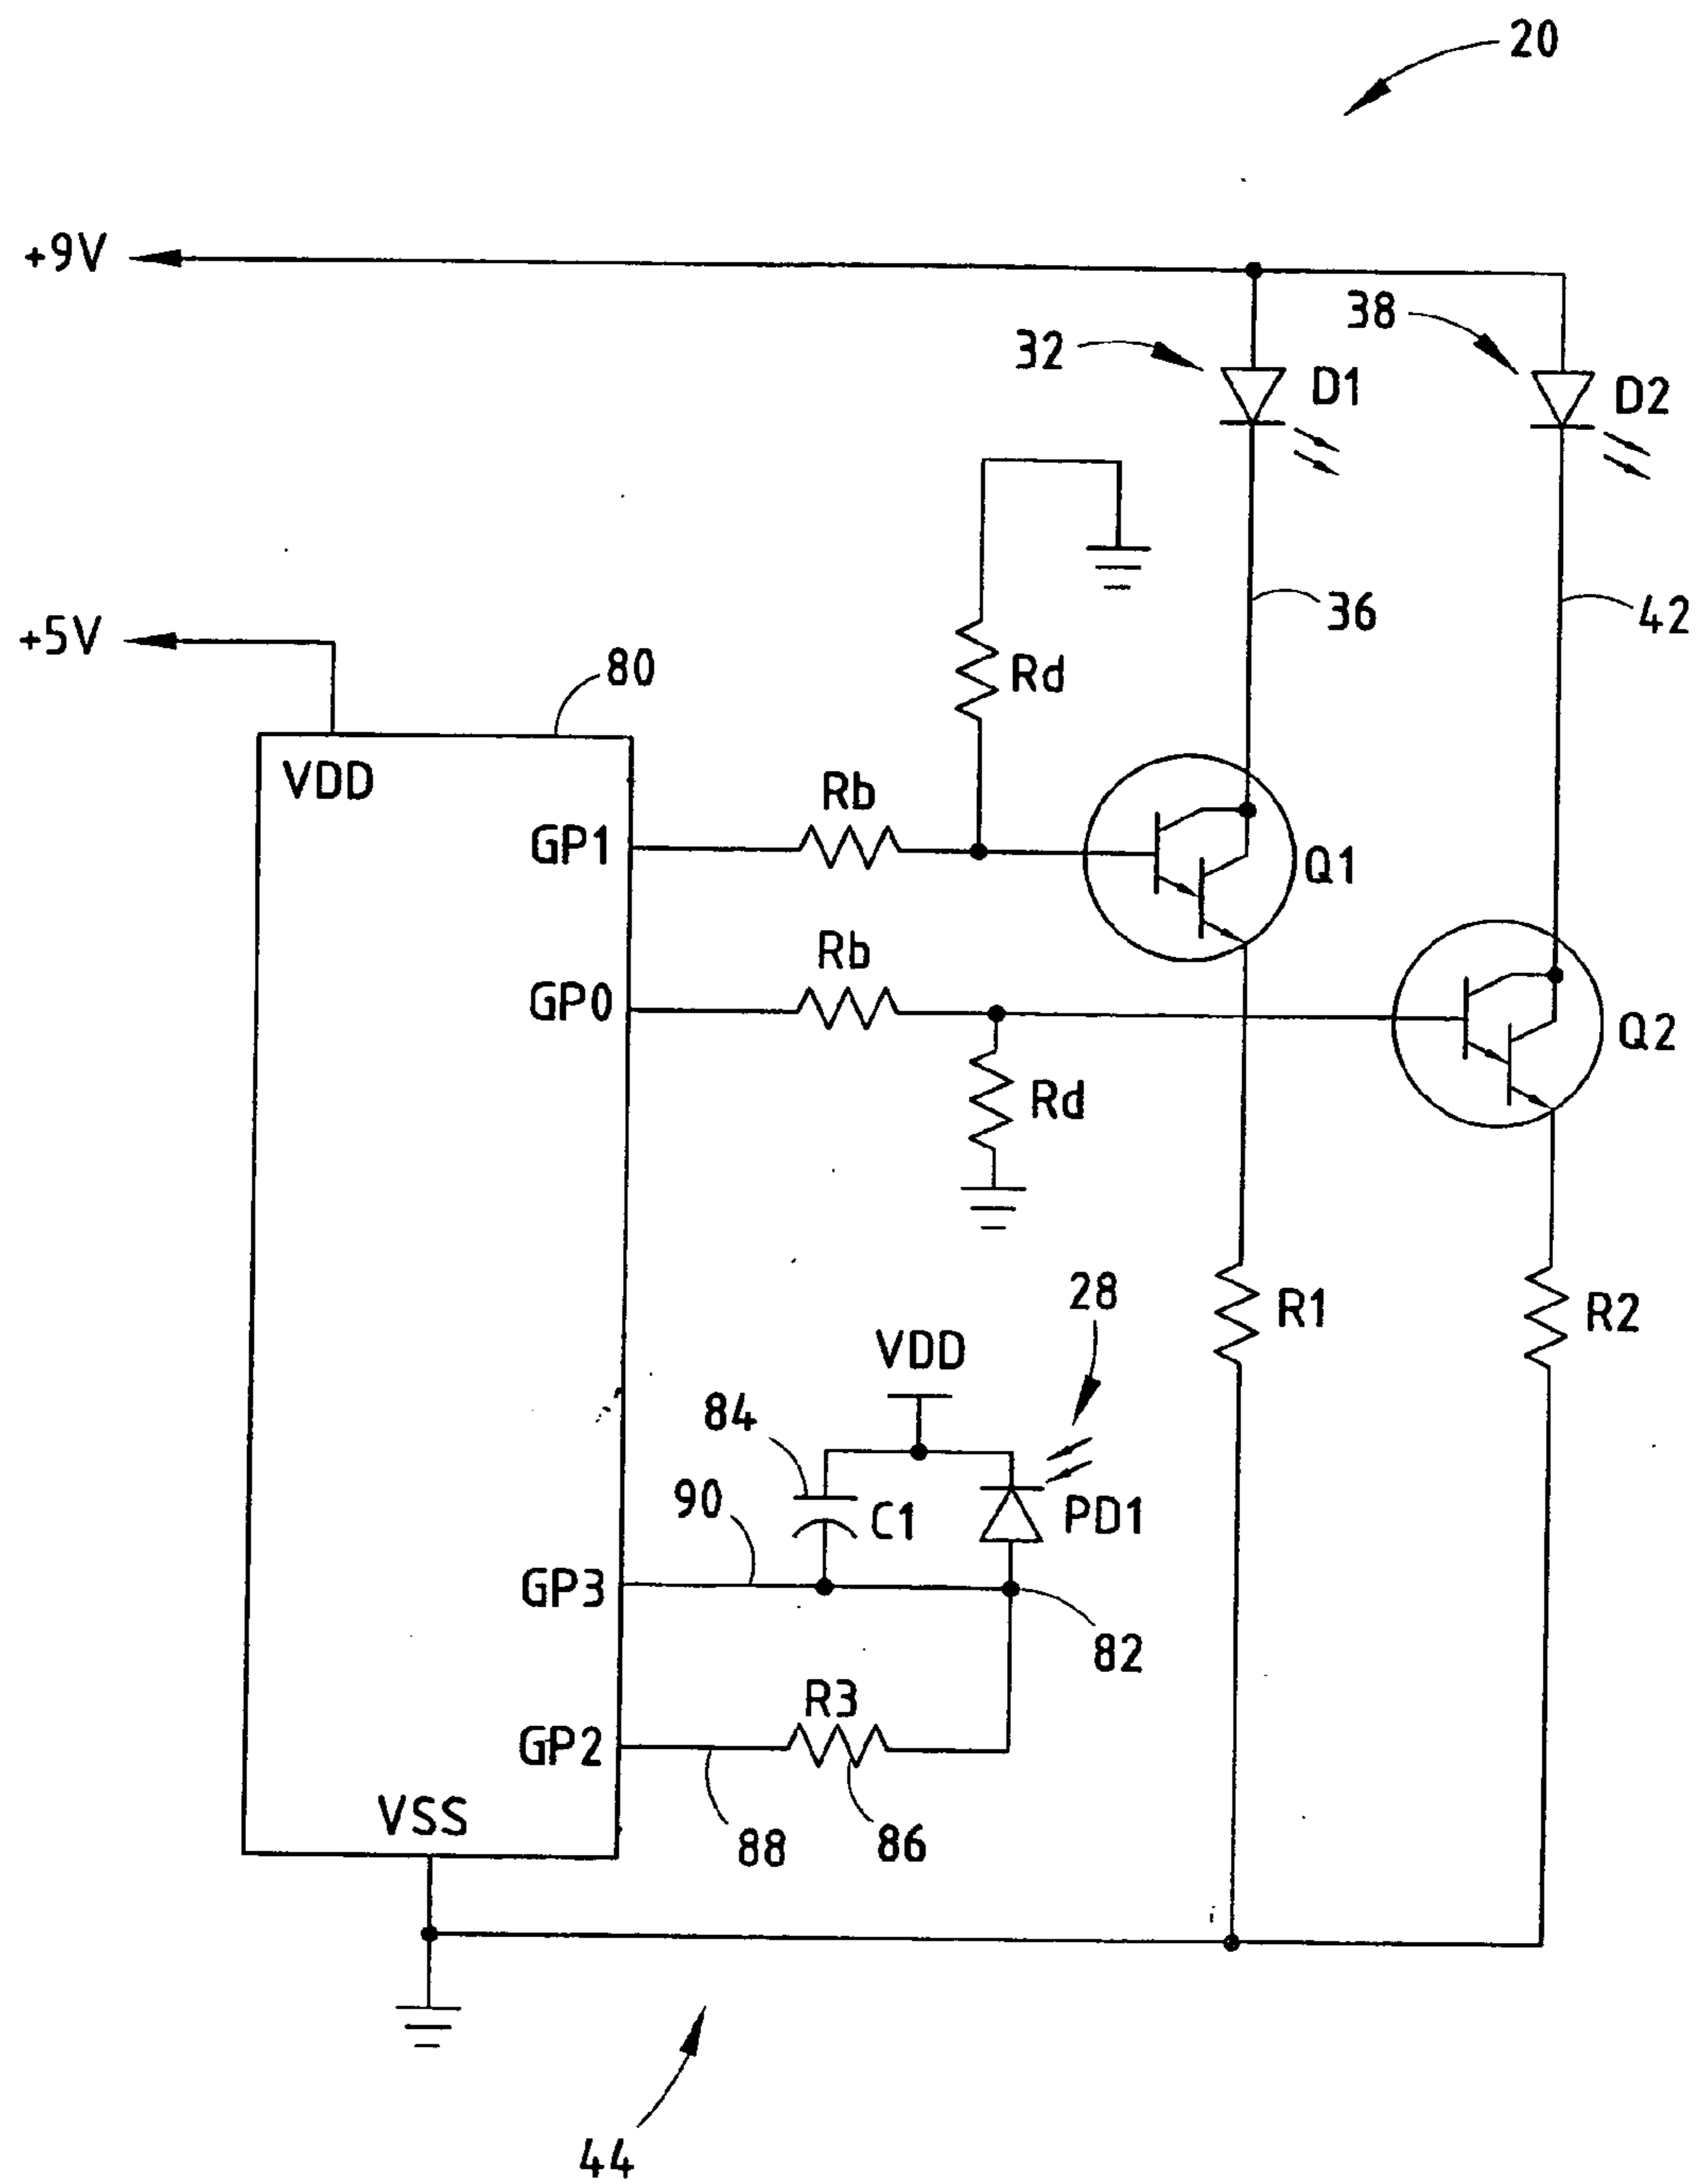 20
+9V
38
32
D1
D2
36
42
+5V
80
Rd
VDD
Rb
GP1
Q1
Rb
GP0
Q2
Rd
28
R1
R2
VDD
84
90
C1
PD1
GP3
82
R3
GP2
VSS
88
86
44